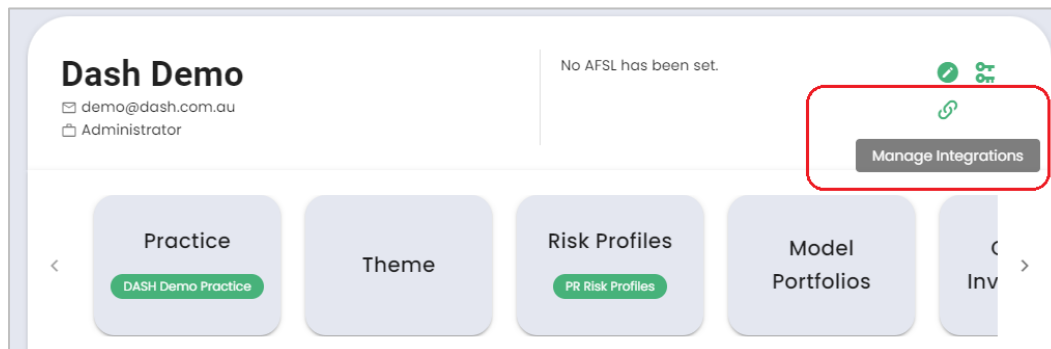 Dash Demo
demo@dash.com.au
Administrator
No AFSL has been set.
Manage Integrations
Practice
DASH Demo Practice
Theme
Risk Profiles
PR Risk Profiles
Model
Portfolios
Inv